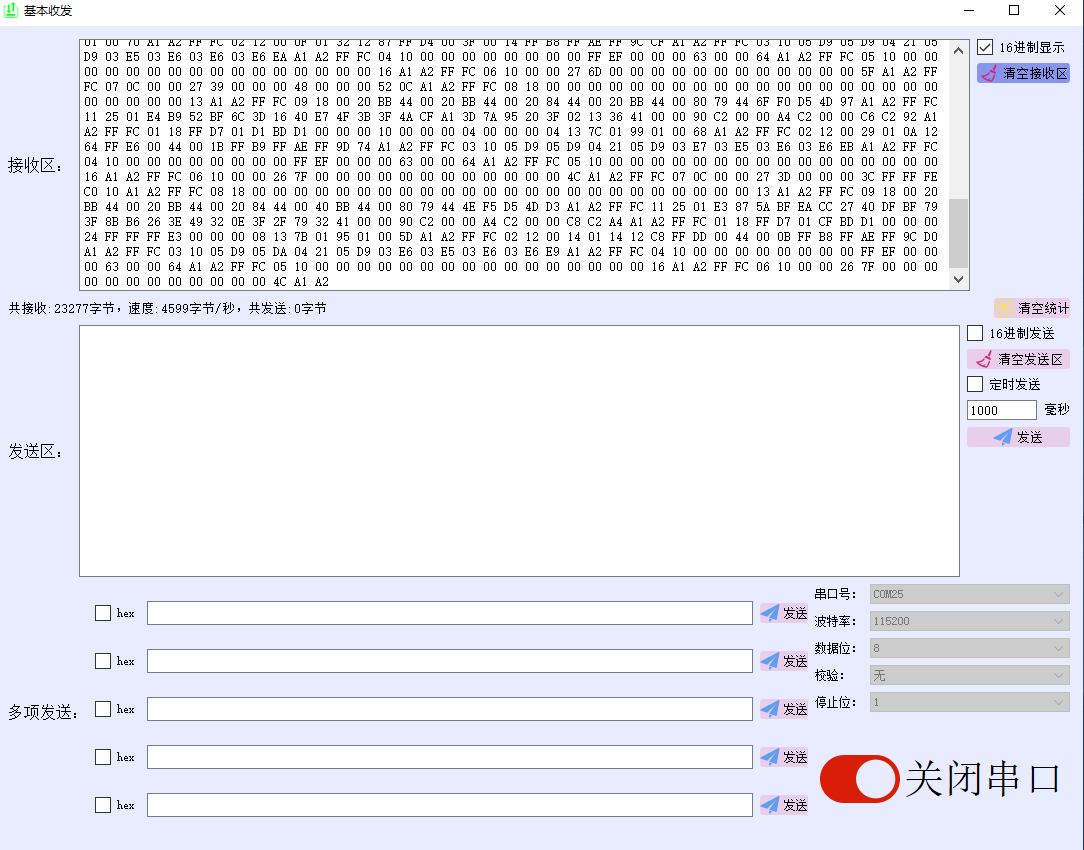 基本收发
01 00 70 A1 A2 FF FC 02 12 00 0F 01 32 12 87 FF D4 00 3F 00 14 FF B8 FF AE FF 9C CF A1 A2 FF FC 03 10 05 D9 05 D9 04 21 05
D9 03 E5 03 E6 03 E6 03 E6 EA A1 A2 FF FC 04 10 00 00 00 00 00 00 00 00 FF EF 00 00 00 63 00 00 64 A1 A2 FF FC 05 10 00 00
00 00 00 00 00 00 00 00 00 00 00 00 16 A1 A2 FF FC 06 10 00 00 27 6D 00 00 00 00 00 00 00 00 00 00 00 00 5F A1 A2 FF
FC 07 0C 00 00 27 39 00 00 00 48 00 00 00 52 0C A1 A2 FF FC 08 18 00 00 00 00 00 00 00 00 00 00 00 00 00 00 00 00 00 00
00 00 00 00 00 13 A1 A2 FF FC 09 18 00 20 BB 44 00 20 BB 44 00 20 84 44 00 20 BB 44 00 80 79 44 6F F0 D5 4D 97 A1 A2 FF FC
11 25 01 E4 B9 52 BF 6C 3D 16 40 E7 4F 3B 3F 4A CF A1 3D 7A 95 20 3F 02 13 36 41 00 00 90 C2 00 00 A4 C2 00 00 C6 C2 92 A1
A2 FF FC 01 18 FF D7 01 D1 BD D1 00 00 00 10 00 00 00 04 00 00 00 04 13 7C 01 99 01 00 68 A1 A2 FF FC 02 12 00 29 01 0A 12
64 FF E6 00 44 00 1B FF B9 FF AE FF 9D 74 A1 A2 FF FC 03 10 05 D9 05 D9 04 21 05 D9 03 E7 03 E5 03 E6 03 E6 EB A1 A2 FF FC
04 10 00 00 00 00 00 00 00 00 FF EF 00 00 00 63 00 00 64 A1 A2 FF FC 05 10 00 00 00 00 00 00 00 00 00 00 00 00 00 00 00 00
16 A1 A2 FF FC 06 10 00 00 26 7F 00 00 00 00 00 00 00 00 00 00 00 00 4C A1 A2 FF FC 07 0C 00 00 27 3D 00 00 00 3C FF FF FE
C0 10 A1 A2 FF FC 08 18 00 00 00 00 00 00 00 00 00 00 00 00 00 00 00 00 00 00 00 00 00 00 00 00 13 A1 A2 FF FC 09 18 00 20
BB 44 00 20 BB 44 00 20 84 44 00 40 BB 44 00 80 79 44 4E F5 D5 4D D3 A1 A2 FF FC 11 25 01 E3 87 5A BF EA CC 27 40 DF BF 79
3F 8B B6 26 3E 49 32 0E 3F 2F 79 32 41 00 00 90 C2 00 00 A4 C2 00 00 C8 C2 A4 A1 A2 FF FC 01 18 FF D7 01 CF BD D1 00 00 00
24 FF FF FF E3 00 00 00 08 13 7B 01 95 01 00 5D A1 A2 FF FC 02 12 00 14 01 14 12 C8 FF DD 00 44 00 0B FF B8 FF AE FF 9C D0
A1 A2 FF FC 03 10 05 D9 05 DA 04 21 05 D9 03 E6 03 E5 03 E6 03 E6 E9 A1 A2 FF FC 04 10 00 00 00 00 00 00 00 00 FF EF 00 00
00 63 00 00 64 A1 A2 FF FC 05 10 00 00 00 00 00 00 00 00 00 00 00 00 00 00 00 00 16 A1 A2 FF FC 06 10 00 00 26 7F 00 00 00
00 00 00 00 00 00 00 00 00 4C A1 A2
16进制显示
清空接收区
接收区:
共接收:23277字节，速度:4599字节/秒，共发送:0字节
清空统计
16进制发送
清空发送区
定时发送
1000 毫秒
发送
发送区:
多项发送:
hex 发送
hex 发送
hex 发送
hex 发送
hex 发送
串口号: COM25
波特率: 115200
数据位: 8
校验: 无
停止位: 1
关闭串口